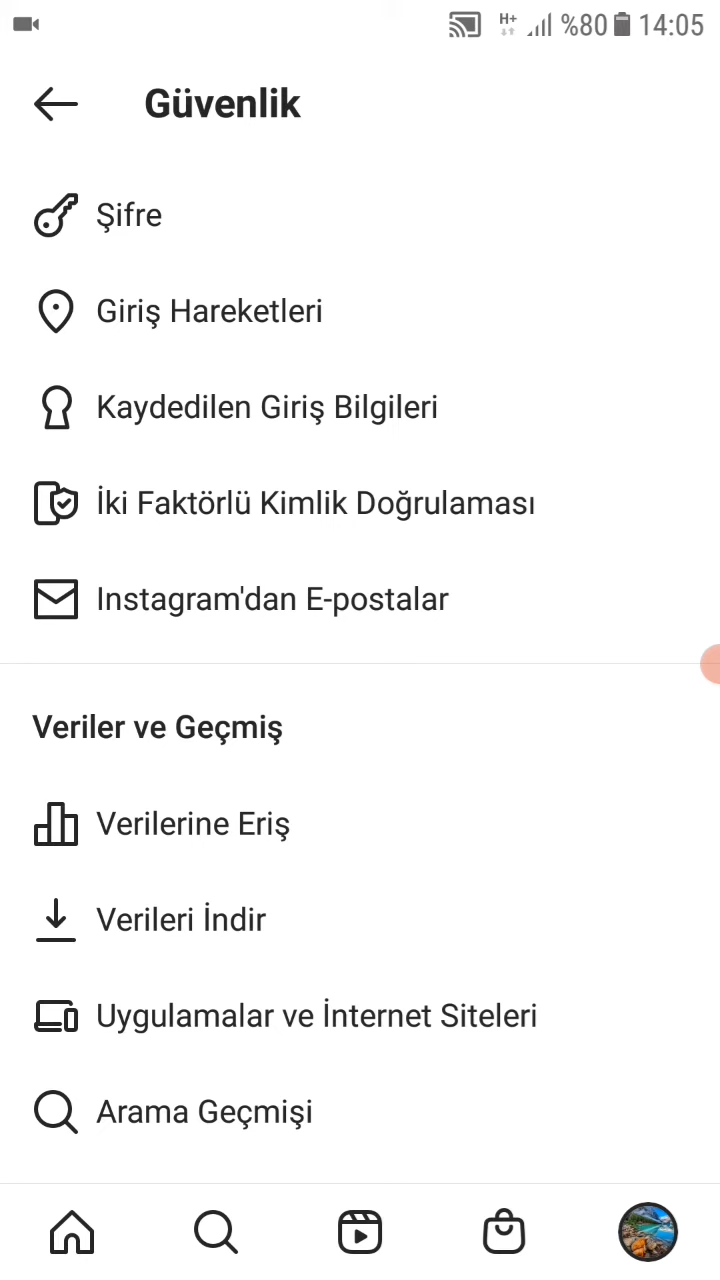 H+ %80 14:05
Güvenlik
Şifre
Giriş Hareketleri
Kaydedilen Giriş Bilgileri
İki Faktörlü Kimlik Doğrulaması
Instagram'dan E-postalar
Veriler ve Geçmiş
Verilerine Eriş
Verileri İndir
Uygulamalar ve İnternet Siteleri
Arama Geçmişi